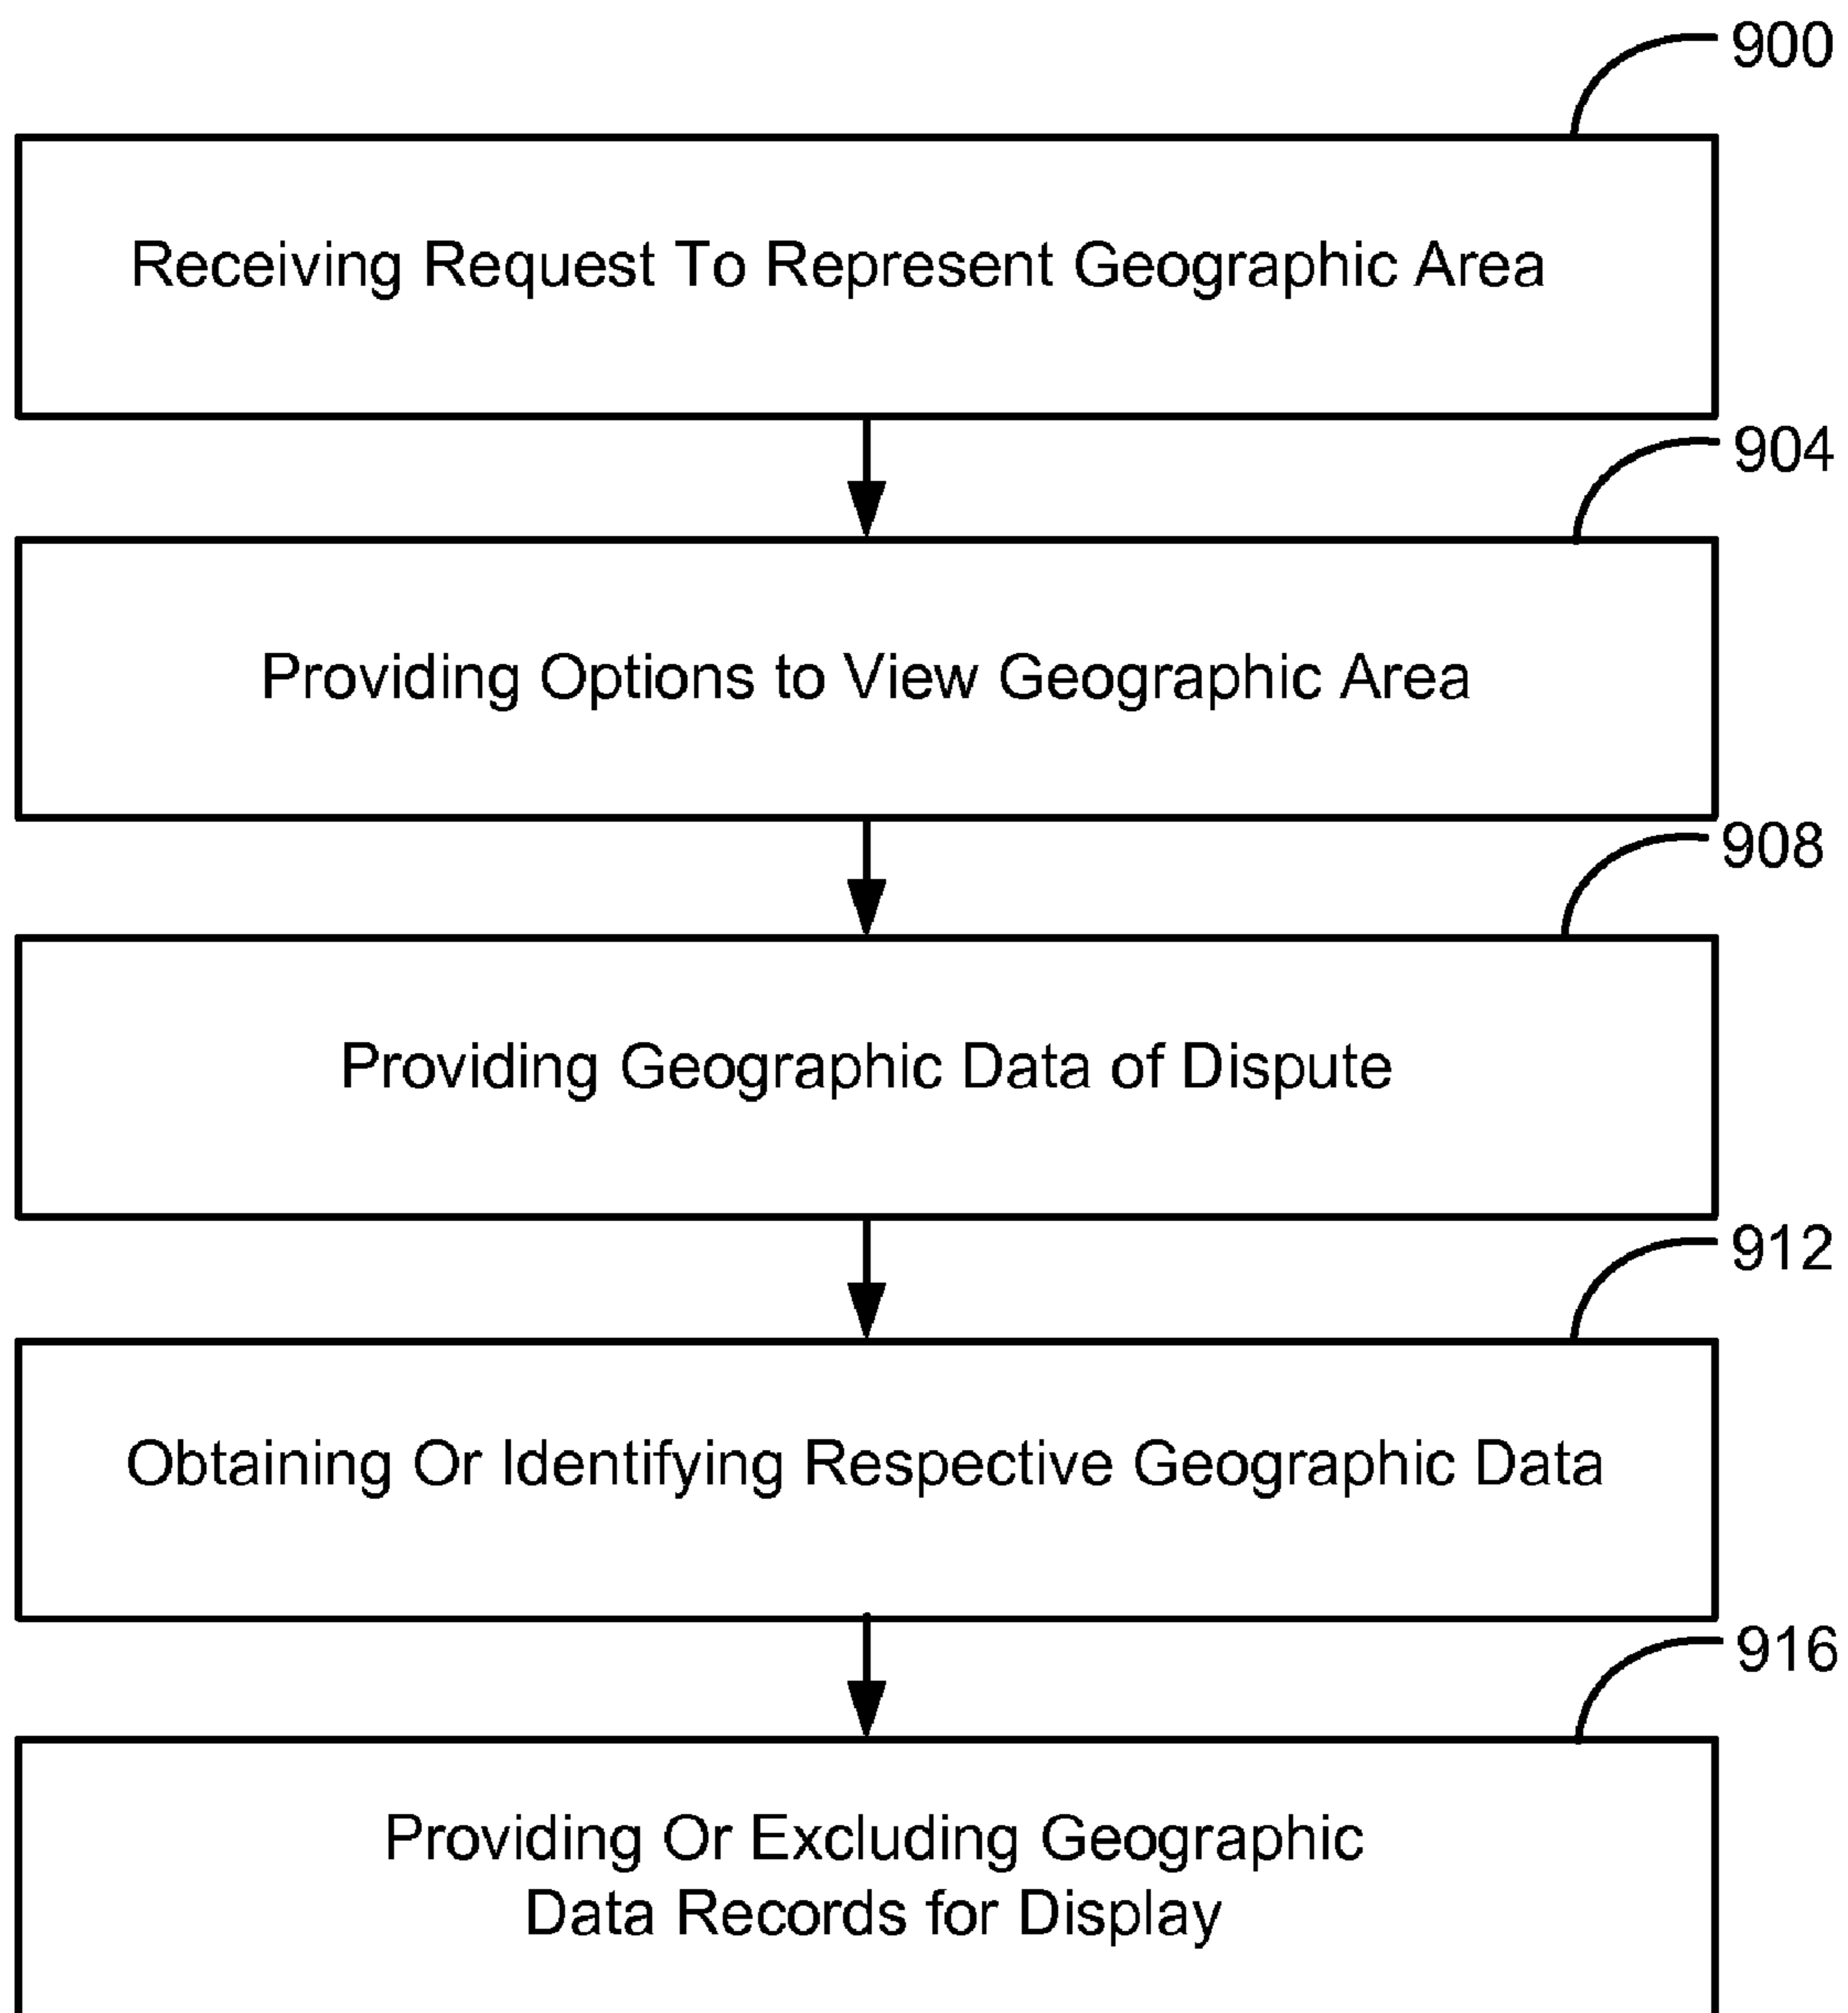 900
Receiving Request To Represent Geographic Area
904
Providing Options to View Geographic Area
908
Providing Geographic Data of Dispute
912
Obtaining Or Identifying Respective Geographic Data
916
Providing Or Excluding Geographic
Data Records for Display